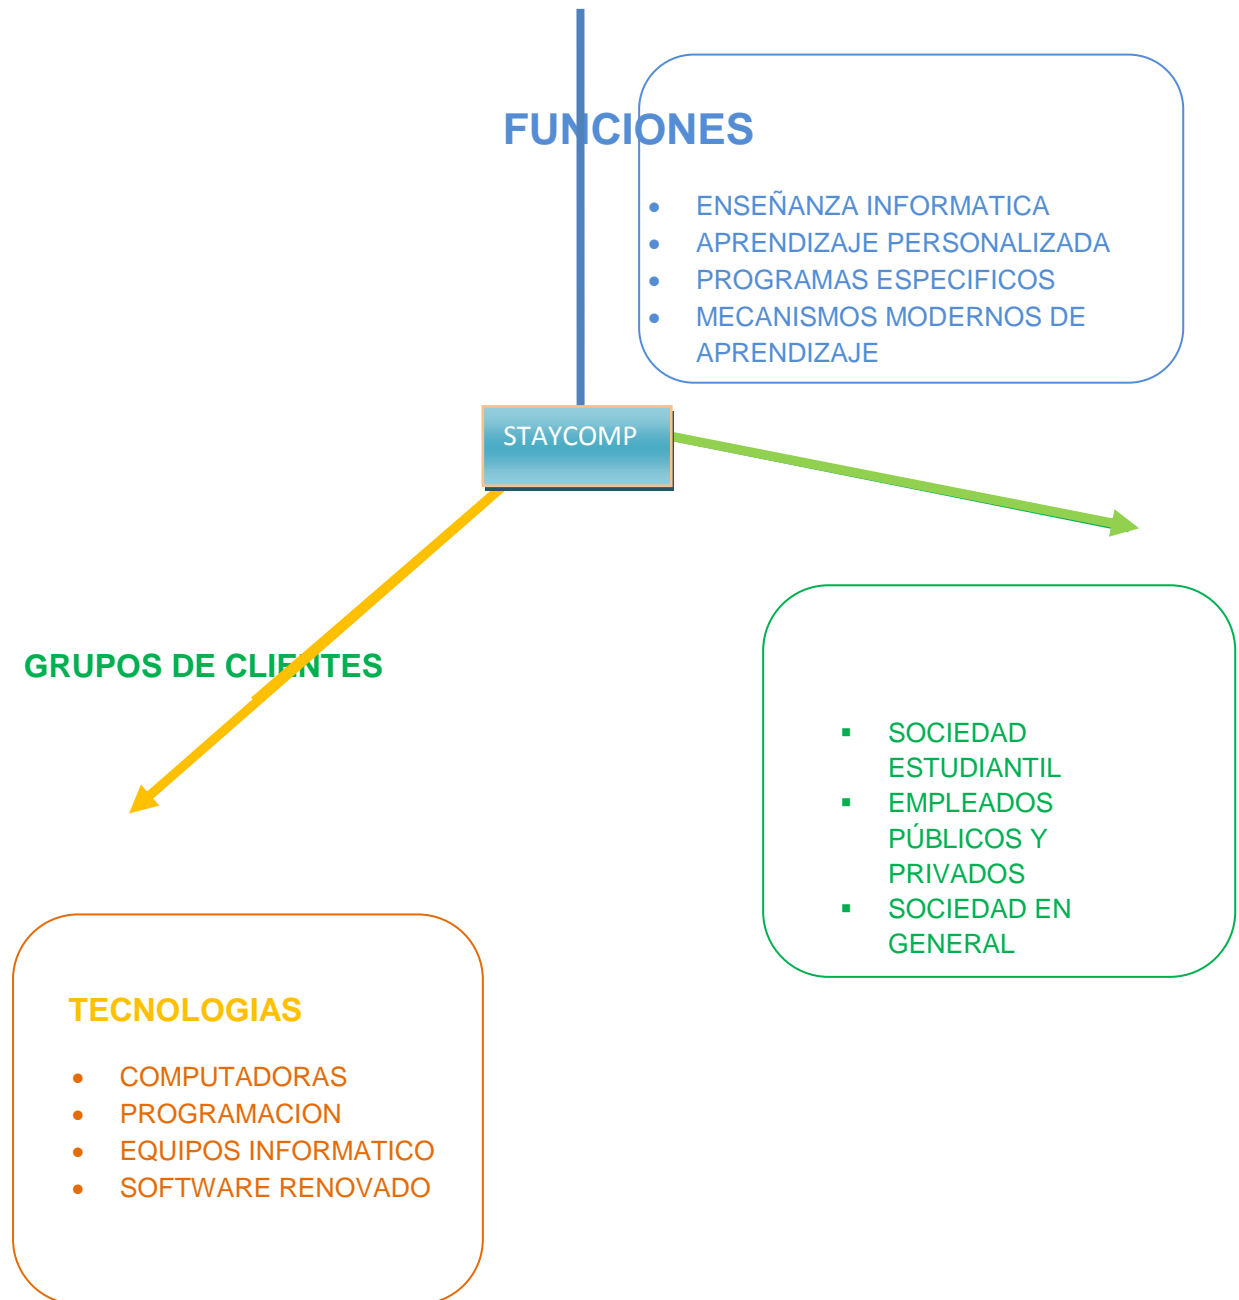 FUNCIONES
• ENSEÑANZA INFORMATICA
• APRENDIZAJE PERSONALIZADA
• PROGRAMAS ESPECIFICOS
• MECANISMOS MODERNOS DE
APRENDIZAJE
STAYCOMP
GRUPOS DE CLIENTES
▪ SOCIEDAD
ESTUDIANTIL
▪ EMPLEADOS
PÚBLICOS Y
PRIVADOS
▪ SOCIEDAD EN
GENERAL
TECNOLOGIAS
• COMPUTADORAS
• PROGRAMACION
• EQUIPOS INFORMATICO
• SOFTWARE RENOVADO